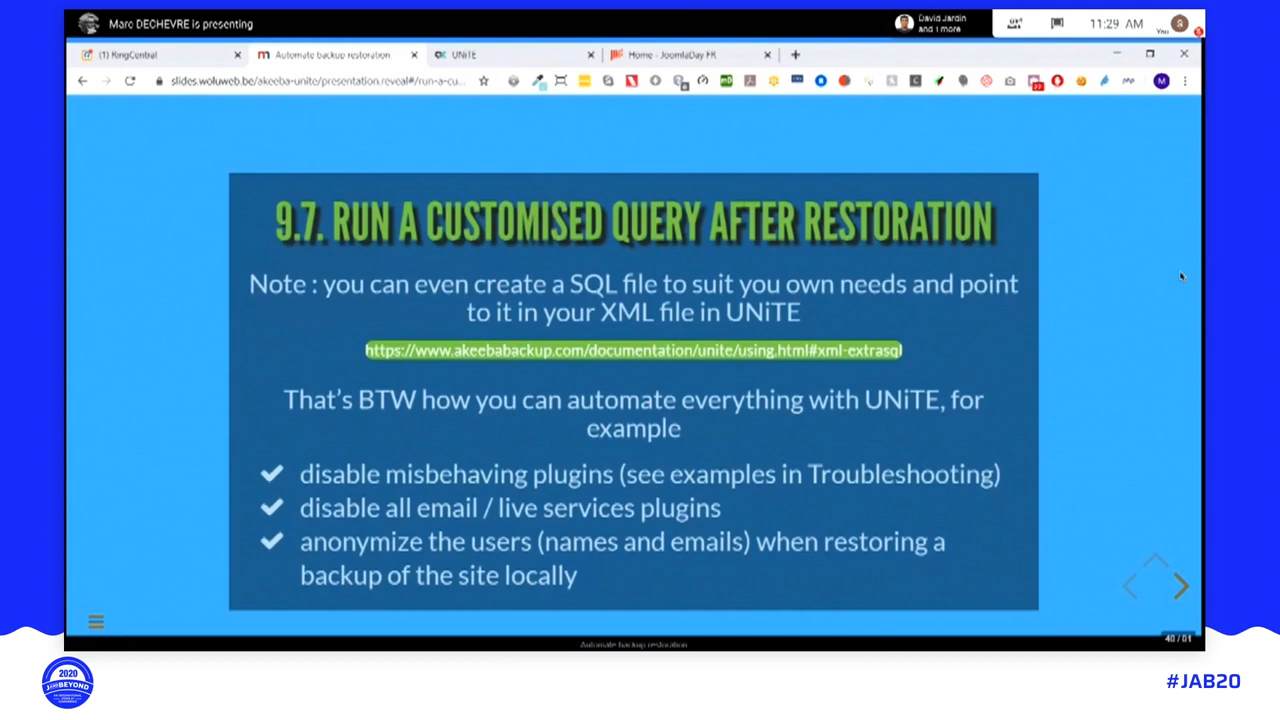 Marc DECHEVRE is presenting
David Jardin
and 1 more
11:29 AM
You
S
(1) RingCentral
Automate backup restoration
UNiTE
Home - JoomlaDay FR
slides.woluweb.be/akeeba-unite/presentation.reveal#/run-a-cu...
M
9.7. RUN A CUSTOMISED QUERY AFTER RESTORATION
Note : you can even create a SQL file to suit you own needs and point
to it in your XML file in UNiTE
https://www.akeebabackup.com/documentation/unite/using.html#xml-extrasql
That's BTW how you can automate everything with UNiTE, for
example
disable misbehaving plugins (see examples in Troubleshooting)
disable all email / live services plugins
anonymize the users (names and emails) when restoring a
backup of the site locally
Automate backup restoration
2020
JANDBEYOND
#JAB20